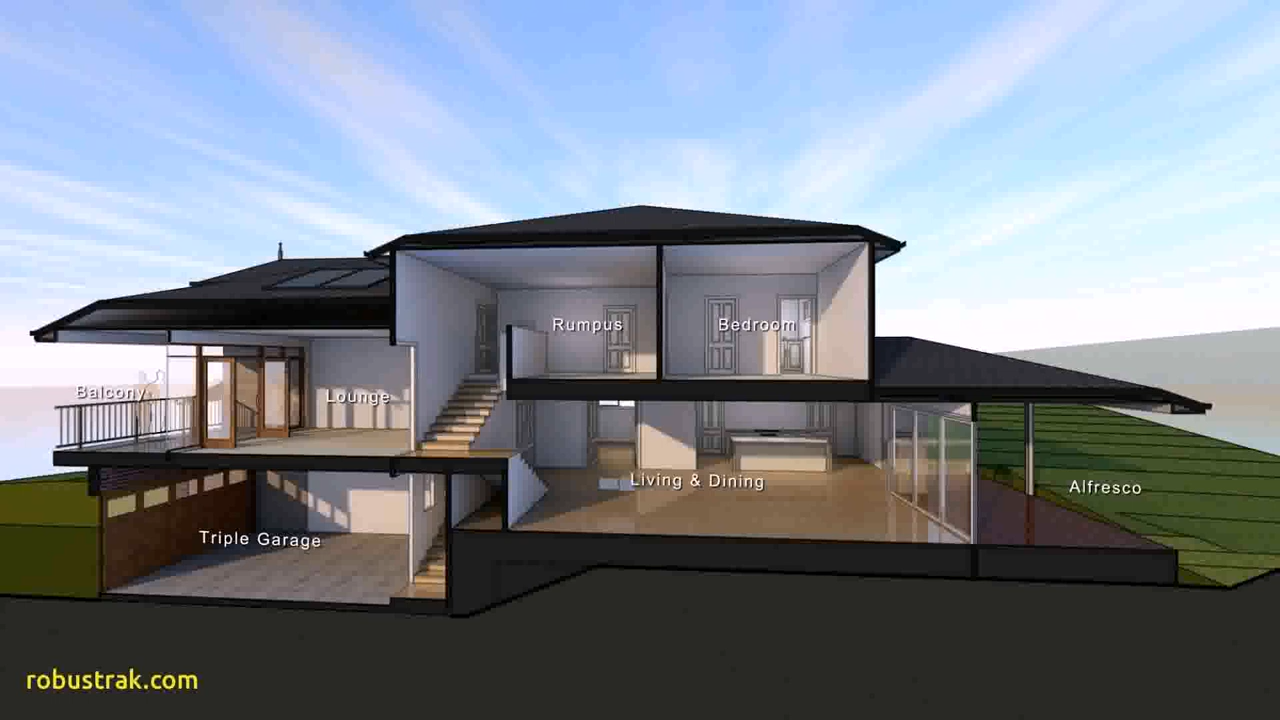 Rumpus
Bedroom
Balcony
Lounge
Living & Dining
Alfresco
Triple Garage
robustrak.com